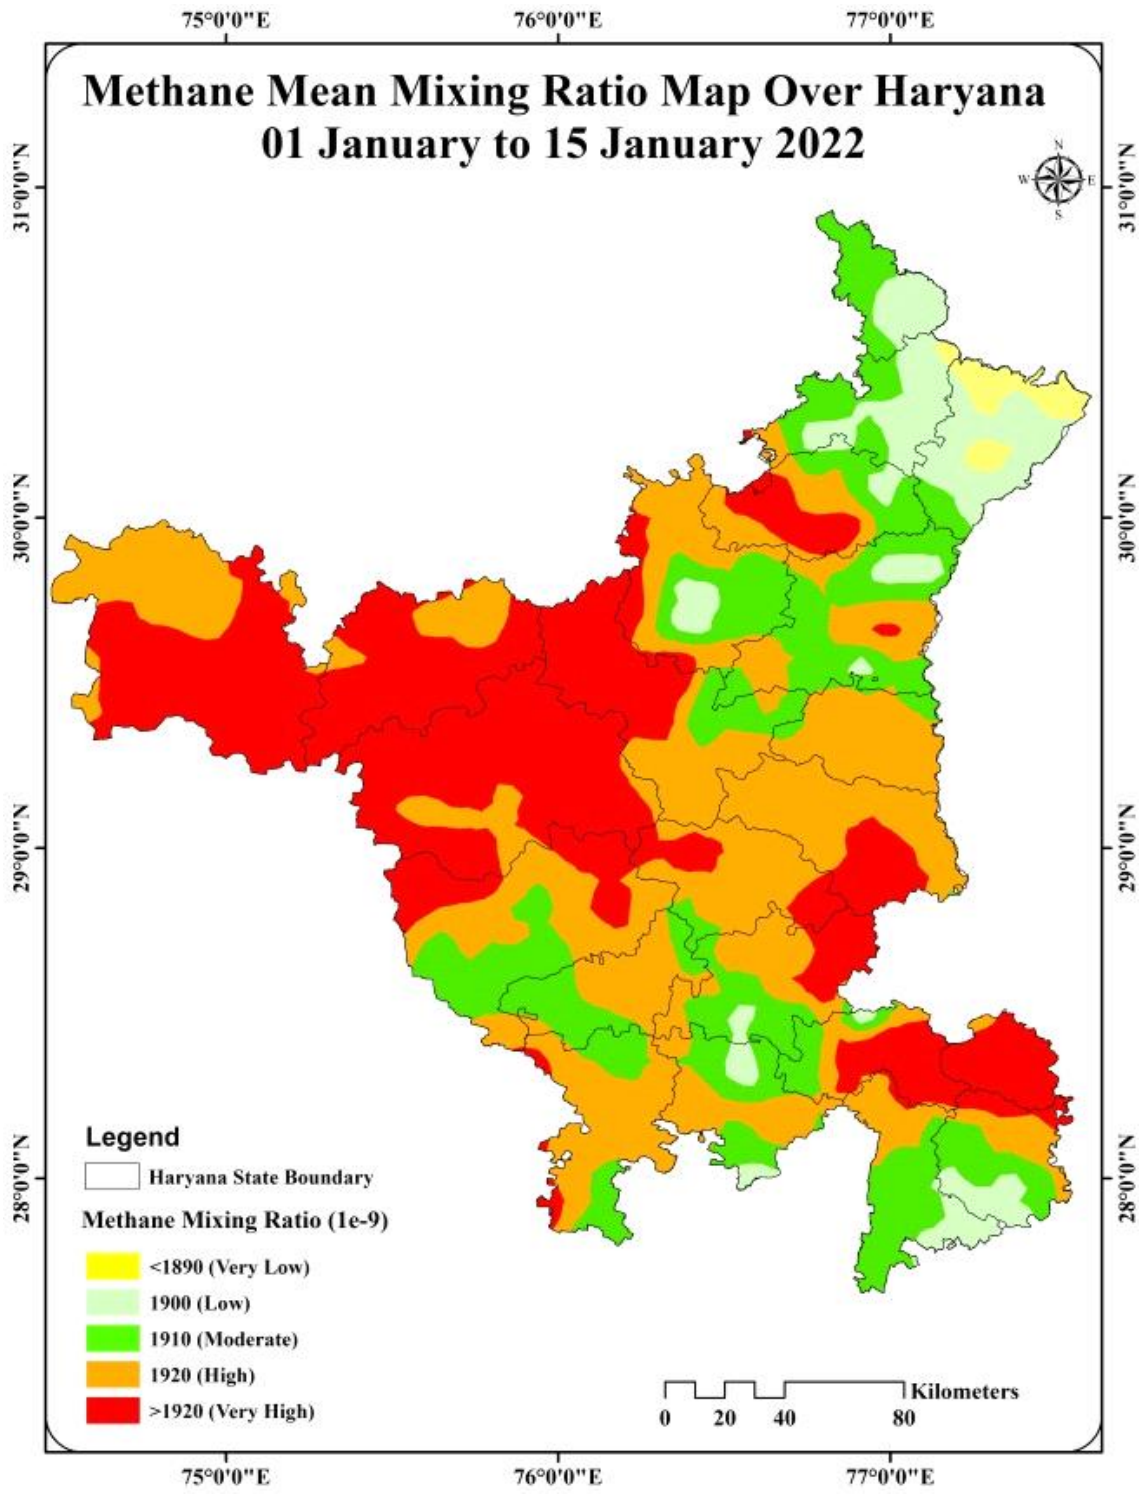 75°0'0"E 76°0'0"E 77°0'0"E
Methane Mean Mixing Ratio Map Over Haryana
01 January to 15 January 2022
N
W E
S
31°0'0"N 31°0'0"N
30°0'0"N 30°0'0"N
29°0'0"N 29°0'0"N
28°0'0"N 28°0'0"N
Legend
Haryana State Boundary
Methane Mixing Ratio (1e-9)
<1890 (Very Low)
1900 (Low)
1910 (Moderate)
1920 (High)
>1920 (Very High)
Kilometers
0 20 40 80
75°0'0"E 76°0'0"E 77°0'0"E